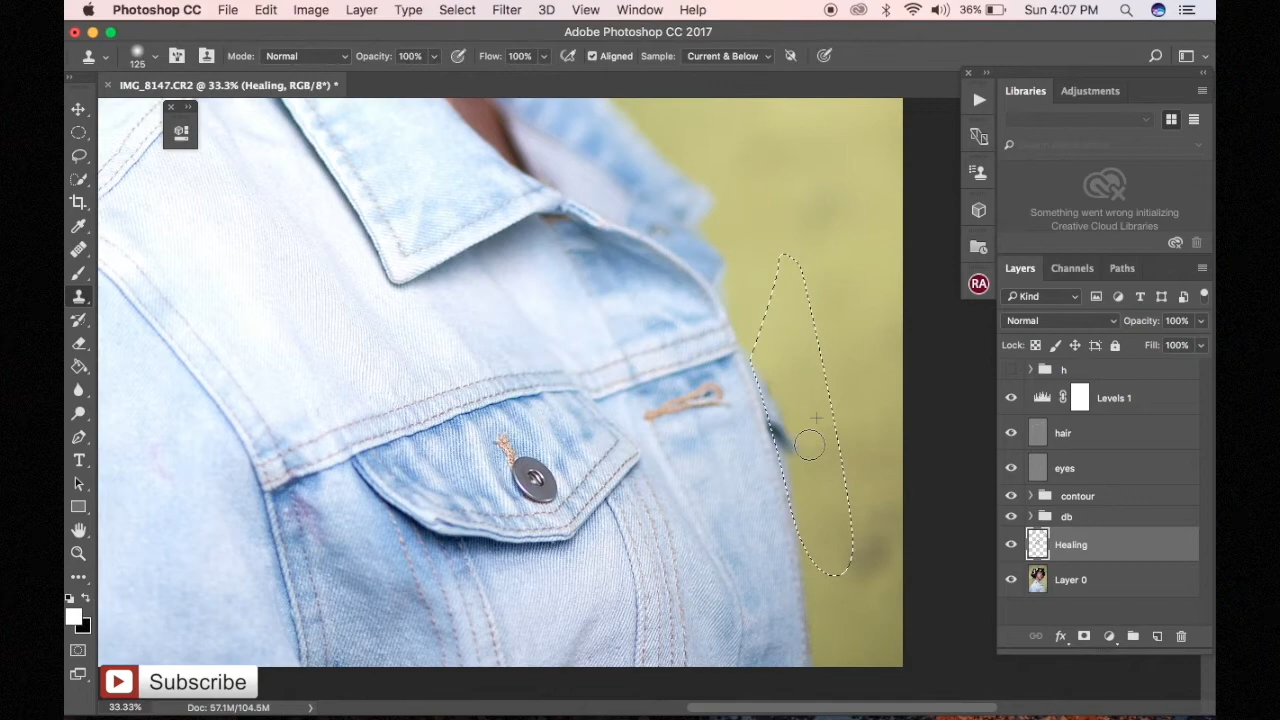 Photoshop CC File Edit Image Layer Type Select Filter 3D View Window Help 36% Sun 4:07 PM
Adobe Photoshop CC 2017
125 Mode: Normal Opacity: 100% Flow: 100% Aligned Sample: Current & Below
IMG_8147.CR2 @ 33.3% (Healing, RGB/8*) *
Libraries Adjustments
Something went wrong initializing
Creative Cloud Libraries
RA
Layers Channels Paths
Kind
Normal Opacity: 100%
Lock: Fill: 100%
h
Levels 1
hair
eyes
contour
db
Healing
Layer 0
fx
Subscribe
33.33% Doc: 57.1M/104.5M